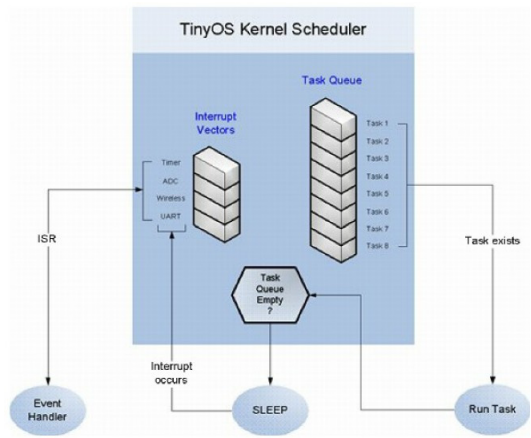 TinyOS Kernel Scheduler
Task Queue
Interrupt
Vectors
Task 1
Task 2
Task 3
Task 4
Task 5
Task 6
Task 7
Task 8
Timer
ADC
Wireless
UART
ISR
Task exists
Task
Queue
Empty
?
Interrupt
occurs
Event
Handler
SLEEP
Run Task